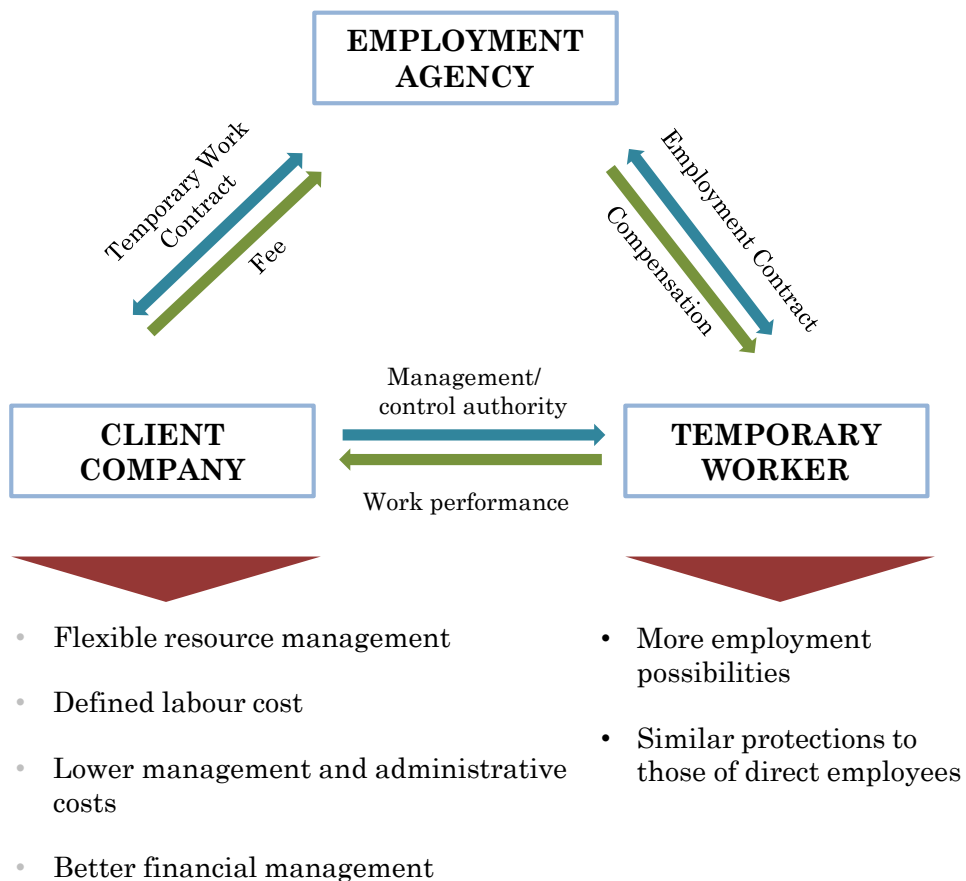 EMPLOYMENT
AGENCY
Temporary Work
Contract
Fee
Employment Contract
Compensation
Management/
control authority
CLIENT
COMPANY
TEMPORARY
WORKER
Work performance
• Flexible resource management
• Defined labour cost
• Lower management and administrative
costs
• Better financial management
• More employment
possibilities
• Similar protections to
those of direct employees